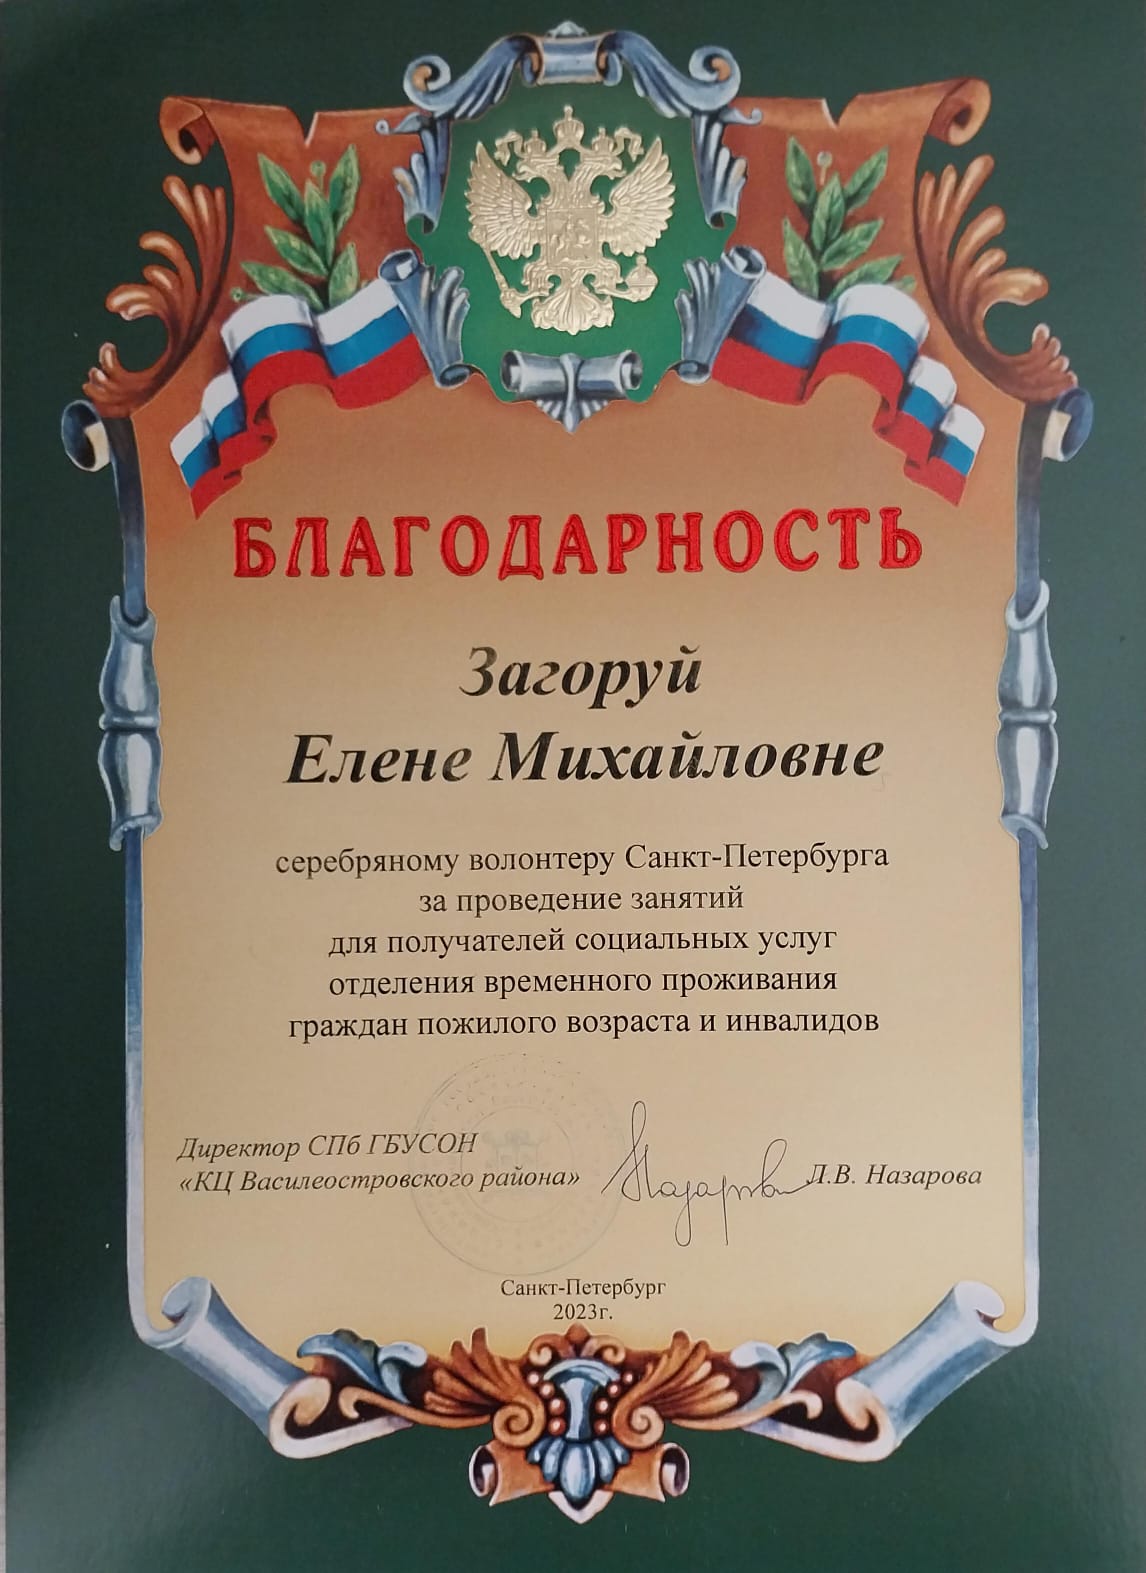 БЛАГОДАРНОСТЬ
Загоруй
Елене Михайловне
серебряному волонтеру Санкт-Петербурга
за проведение занятий
для получателей социальных услуг
отделения временного проживания
граждан пожилого возраста и инвалидов
Директор СПб ГБУСОН
«КЦ Василеостровского района»
Л.В. Назарова
Санкт-Петербург
2023г.